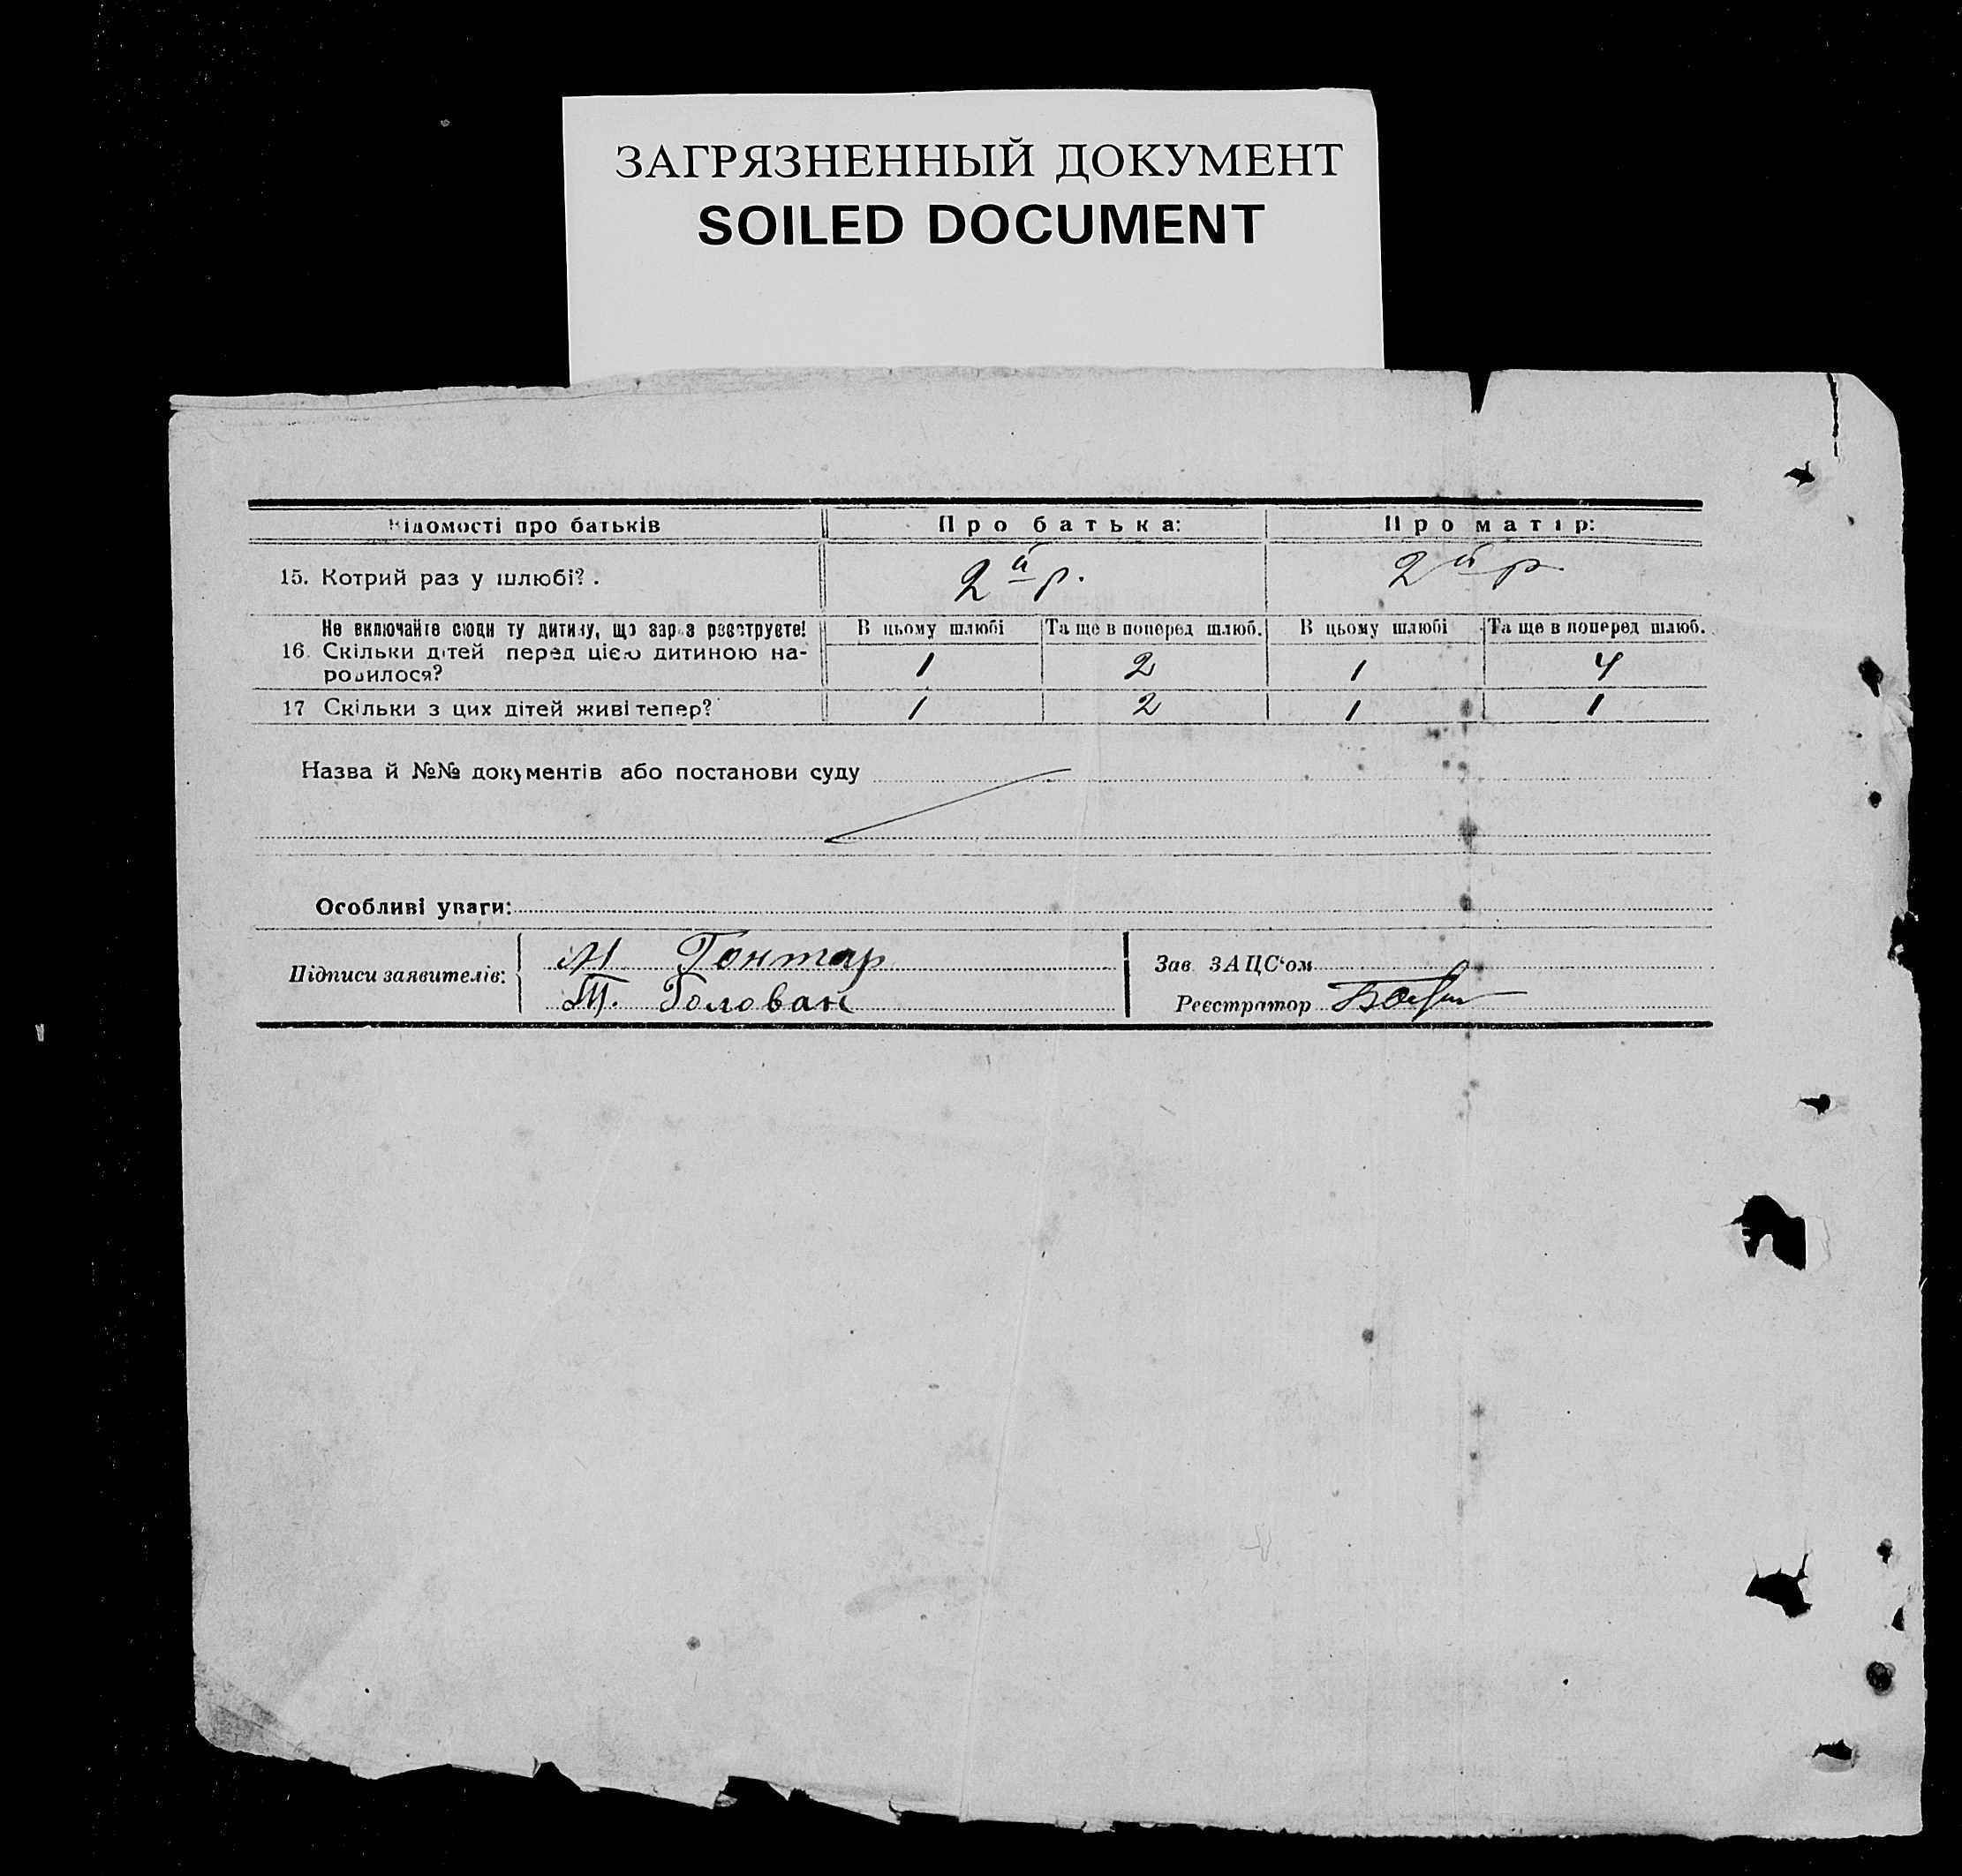 ЗАГРЯЗНЕННЫЙ ДОКУМЕНТ
SOILED DOCUMENT
Відомості про батьків Про батька: Про матір:
15. Котрий раз у шлюбі? . 2й р. 2й р.
Не включайте сюди ту дитину, що зараз реєструєте! В цьому шлюбі Та ще в поперед шлюб. В цьому шлюбі Та ще в поперед шлюб.
16. Скільки дітей перед цією дитиною на-
родилося? 1 2 1 4
17 Скільки з цих дітей живі тепер? 1 2 1 1
Назва й №№ документів або постанови суду
Особливі уваги:
Підписи заявителів: М Гонтар Зав. ЗАЦС'ом
Т. Голован Реєстратор